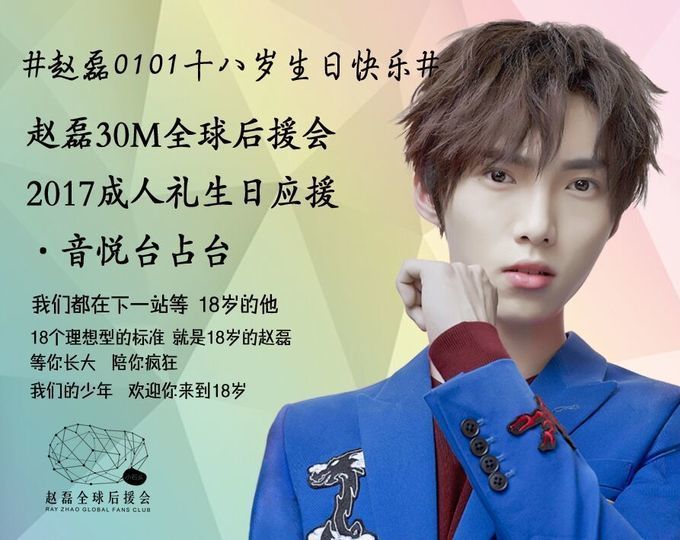 #赵磊0101十八岁生日快乐#
赵磊30M全球后援会
2017成人礼生日应援
·音悦台占台
我们都在下一站等 18岁的他
18个理想型的标准 就是18岁的赵磊
等你长大 陪你疯狂
我们的少年 欢迎你来到18岁
小石头
赵磊全球后援会
RAY ZHAO GLOBAL FANS CLUB